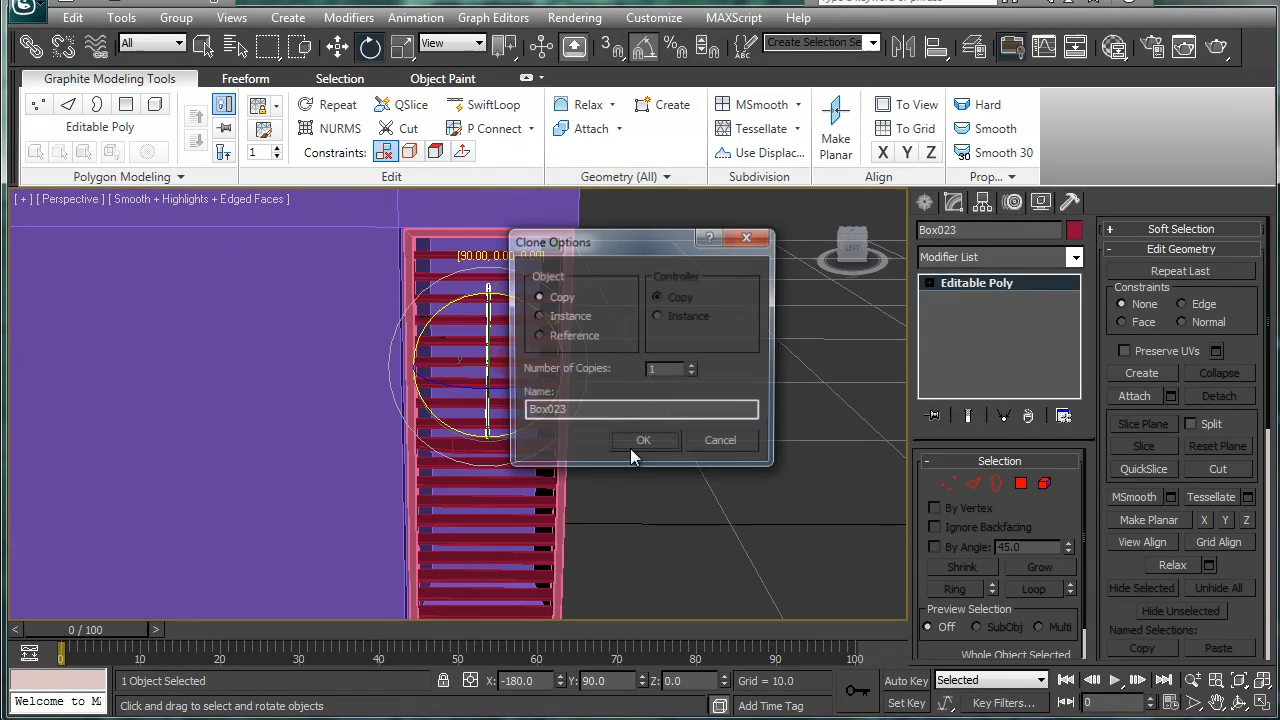 Edit Tools Group Views Create Modifiers Animation Graph Editors Rendering Customize MAXScript Help
All View 3 Create Selection Se
Graphite Modeling Tools Freeform Selection Object Paint
Repeat QSlice SwiftLoop Relax Create MSmooth To View Hard
Editable Poly NURMS Cut P Connect Attach Make Planar Tessellate To Grid Smooth
1 Constraints: Use Displac... X Y Z 30 Smooth 30
Polygon Modeling Edit Geometry (All) Subdivision Align Prop...
[ + ] [ Perspective ] [ Smooth + Highlights + Edged Faces ]
LEFT
[90.00, 0.00, 0.00]
Clone Options
Object Controller
Copy Copy
Instance Instance
Reference
Number of Copies: 1
Name:
Box023
OK Cancel
Box023
Modifier List
Editable Poly
Selection
By Vertex
Ignore Backfacing
By Angle: 45.0
Shrink Grow
Ring Loop
Preview Selection
Off SubObj Multi
Whole Object Selected
+ Soft Selection
- Edit Geometry
Repeat Last
Constraints
None Edge
Face Normal
Preserve UVs
Create Collapse
Attach Detach
Slice Plane Split
Slice Reset Plane
QuickSlice Cut
MSmooth Tessellate
Make Planar X Y Z
View Align Grid Align
Relax
Hide Selected Unhide All
Hide Unselected
Named Selections:
Copy Paste
< 0 / 100 >
0 10 20 30 40 50 60 70 80 90 100
1 Object Selected X: -180.0 Y: 90.0 Z: 0.0 Grid = 10.0 Auto Key Selected
Welcome to M Click and drag to select and rotate objects Add Time Tag Set Key Key Filters... 0